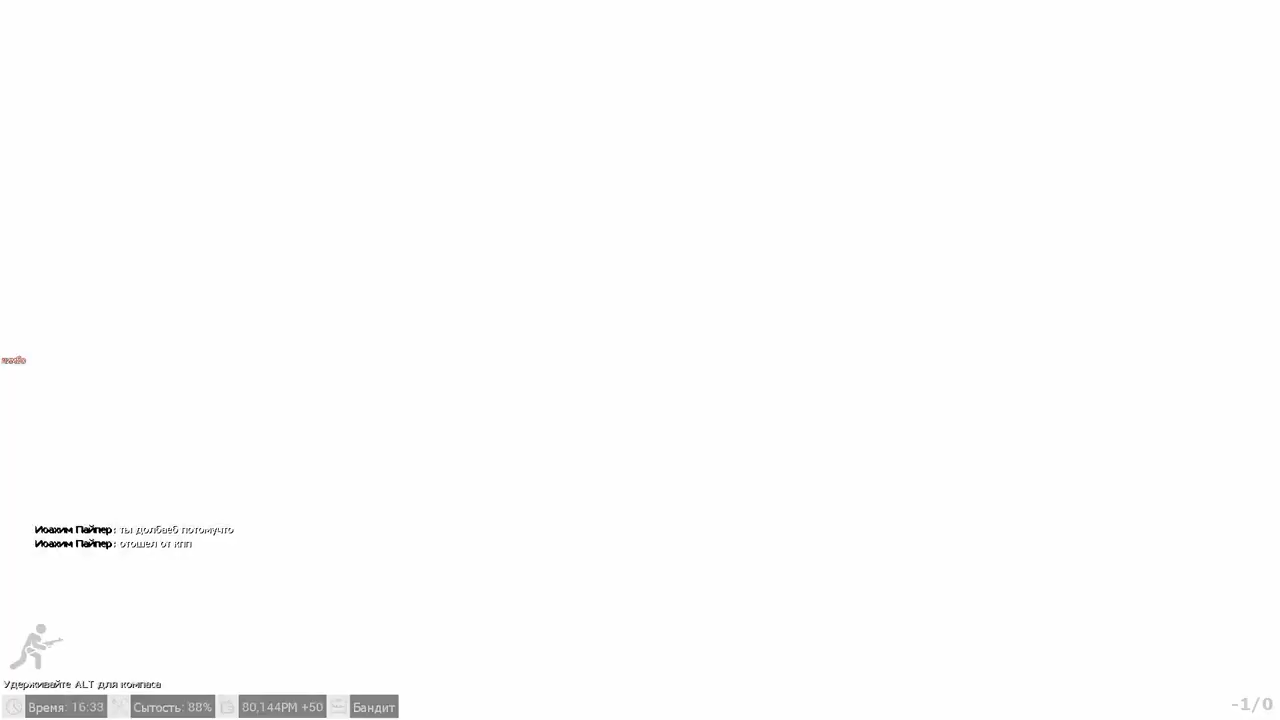 Иоахим Пайпер: ты долбаеб потомучто
Иоахим Пайпер: отошел от кпп
Удерживайте ALT для компаса
Время: 16:33 Сытость: 88% 80,144РМ +50 Бандит
-1/0